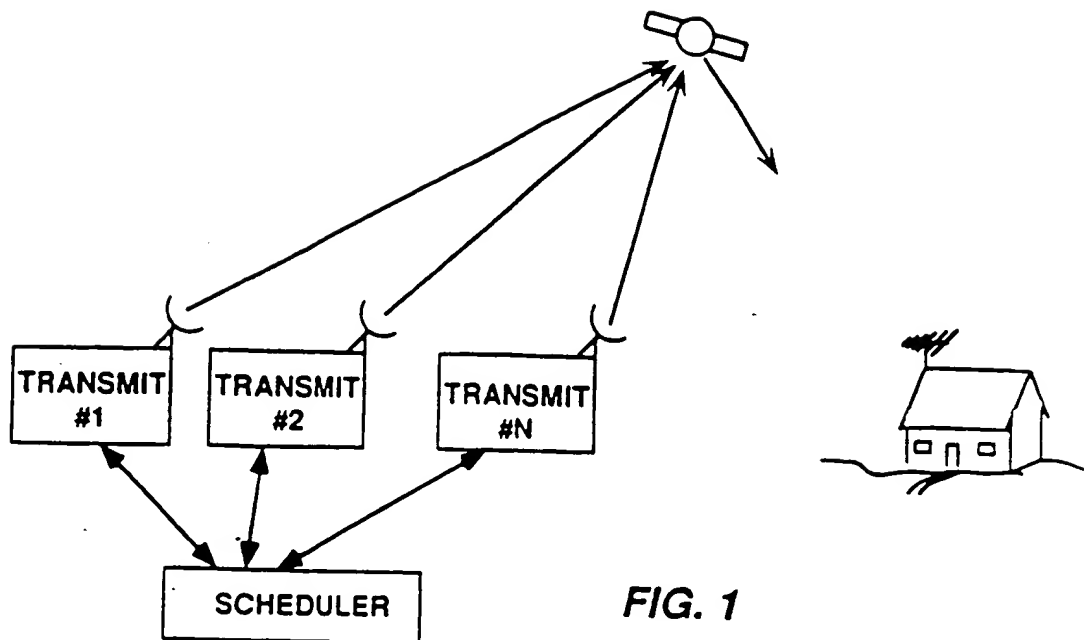 TRANSMIT
#1
TRANSMIT
#2
TRANSMIT
#N
SCHEDULER
FIG. 1